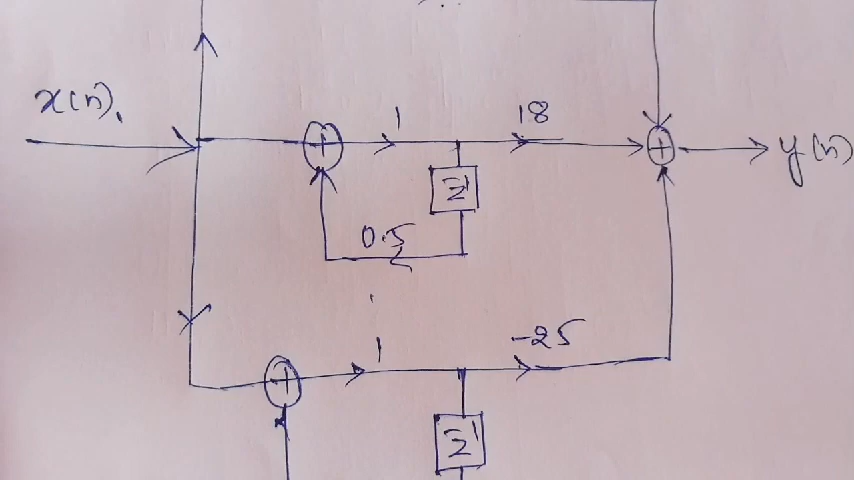 x(n).
+
1
18
+
y(n)
z⁻¹
0.5
+
1
-25
z⁻¹